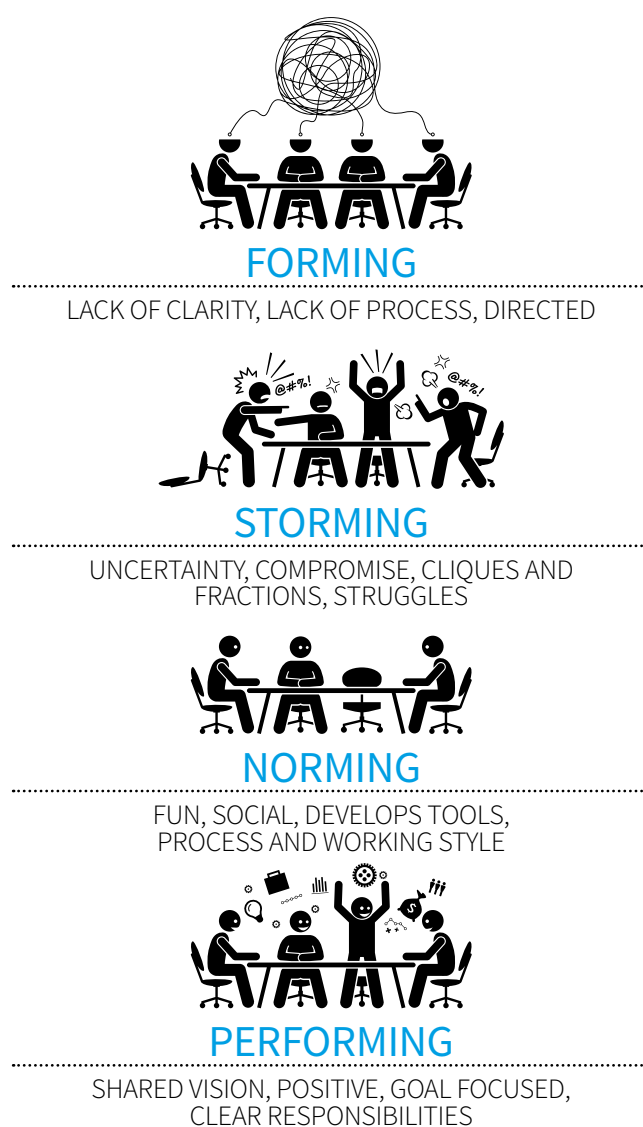 FORMING
LACK OF CLARITY, LACK OF PROCESS, DIRECTED
@#%!
@#%!
STORMING
UNCERTAINTY, COMPROMISE, CLIQUES AND
FRACTIONS, STRUGGLES
NORMING
FUN, SOCIAL, DEVELOPS TOOLS,
PROCESS AND WORKING STYLE
$
PERFORMING
SHARED VISION, POSITIVE, GOAL FOCUSED,
CLEAR RESPONSIBILITIES